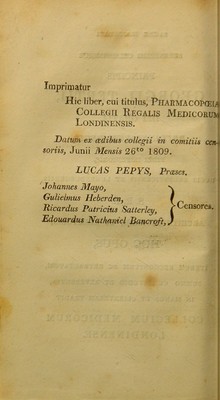 Imprimatur
Hic liber, cui titulus, PHARMACOPŒIA
COLLEGII REGALIS MEDICORUM
LONDINENSIS.
Datum ex ædibus collegii in comitiis cen-
soriis, Junii Mensis 26to 1809.
LUCAS PEPYS, Præses.
Johannes Mayo,
Gulielmus Heberden,
Ricardus Patricius Satterley,
Edouardus Nathaniel Bancroft,
Censores.